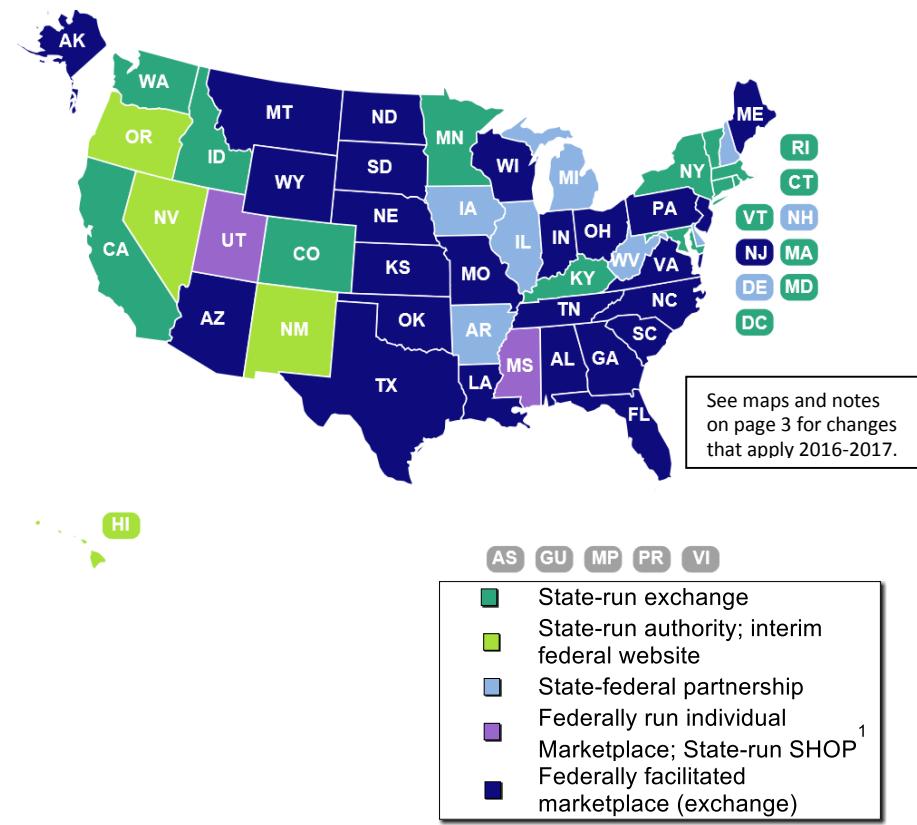 AK
WA
MT
ND
MN
ME
OR
ID
SD
WI
MI
NY
RI
WY
CT
NV
NE
IA
PA
VT
NH
CA
UT
CO
IL
IN
OH
NJ
MA
KS
MO
KY
WV
VA
DE
MD
AZ
NM
OK
AR
TN
NC
DC
TX
LA
MS
AL
GA
SC
FL
See maps and notes
on page 3 for changes
that apply 2016-2017.
HI
AS GU MP PR VI
State-run exchange
State-run authority; interim
federal website
State-federal partnership
Federally run individual
Marketplace; State-run SHOP1
Federally facilitated
marketplace (exchange)